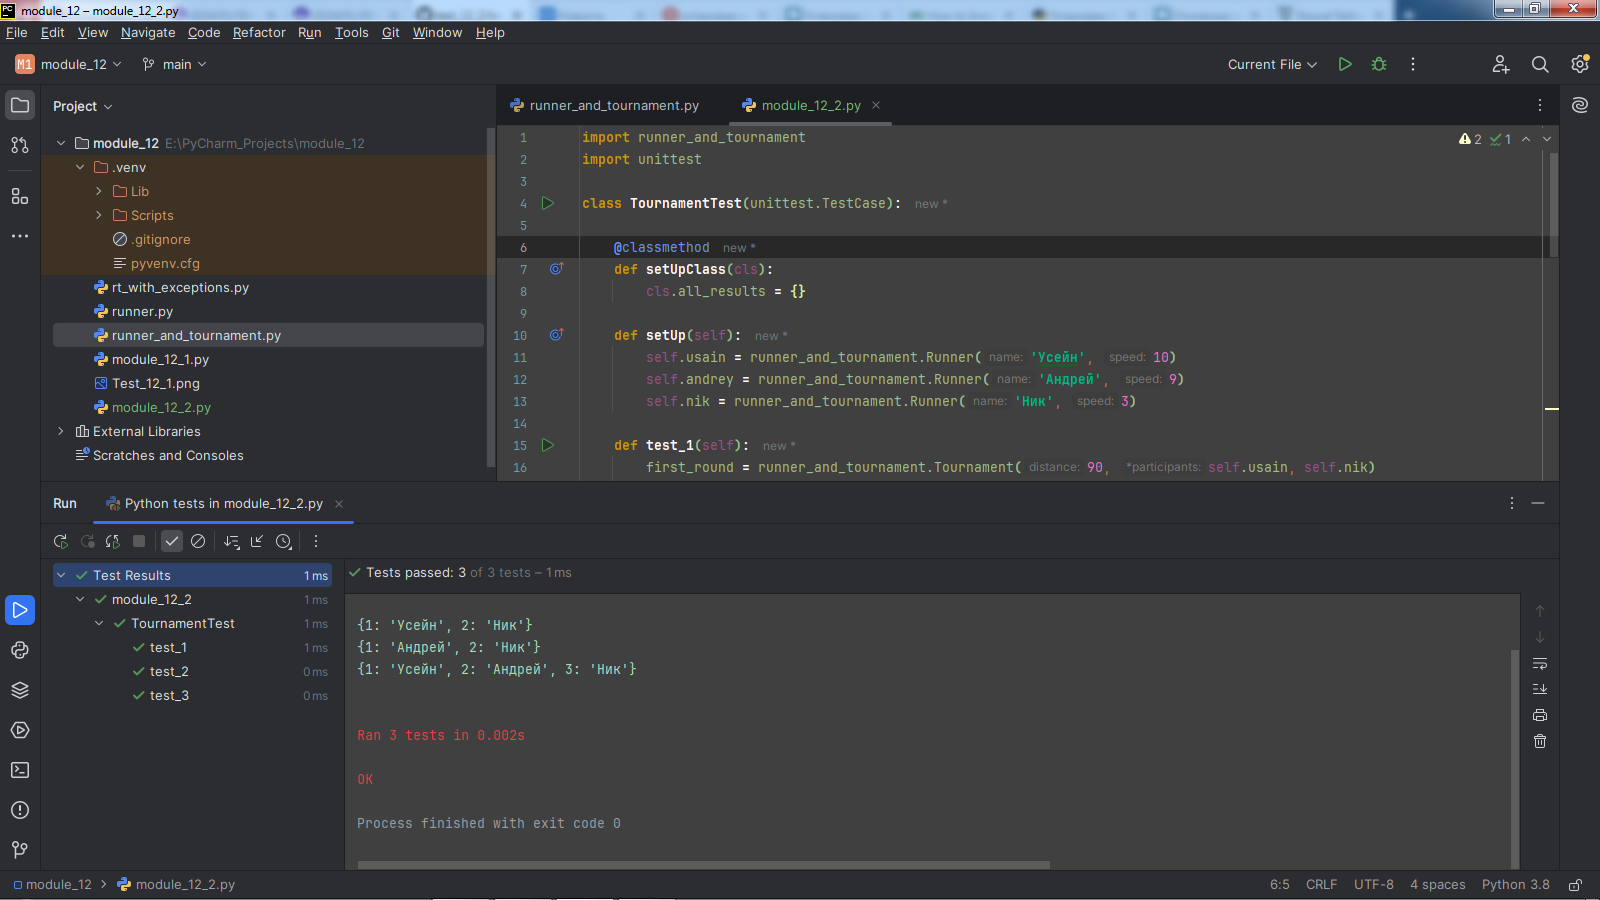 module_12 – module_12_2.py
File Edit View Navigate Code Refactor Run Tools Git Window Help
M1 module_12 main Current File
Project
runner_and_tournament.py module_12_2.py
module_12 E:\PyCharm_Projects\module_12
.venv
Lib
Scripts
.gitignore
pyvenv.cfg
rt_with_exceptions.py
runner.py
runner_and_tournament.py
module_12_1.py
Test_12_1.png
module_12_2.py
External Libraries
Scratches and Consoles
2 1
1 import runner_and_tournament
2 import unittest
3
4 class TournamentTest(unittest.TestCase): new *
5
6 @classmethod new *
7 def setUpClass(cls):
8 cls.all_results = {}
9
10 def setUp(self): new *
11 self.usain = runner_and_tournament.Runner( name: 'Усейн', speed: 10)
12 self.andrey = runner_and_tournament.Runner( name: 'Андрей', speed: 9)
13 self.nik = runner_and_tournament.Runner( name: 'Ник', speed: 3)
14
15 def test_1(self): new *
16 first_round = runner_and_tournament.Tournament( distance: 90, *participants: self.usain, self.nik)
Run Python tests in module_12_2.py
Test Results 1 ms
module_12_2 1 ms
TournamentTest 1 ms
test_1 1 ms
test_2 0 ms
test_3 0 ms
Tests passed: 3 of 3 tests – 1 ms
{1: 'Усейн', 2: 'Ник'}
{1: 'Андрей', 2: 'Ник'}
{1: 'Усейн', 2: 'Андрей', 3: 'Ник'}
Ran 3 tests in 0.002s
OK
Process finished with exit code 0
module_12 module_12_2.py
6:5 CRLF UTF-8 4 spaces Python 3.8